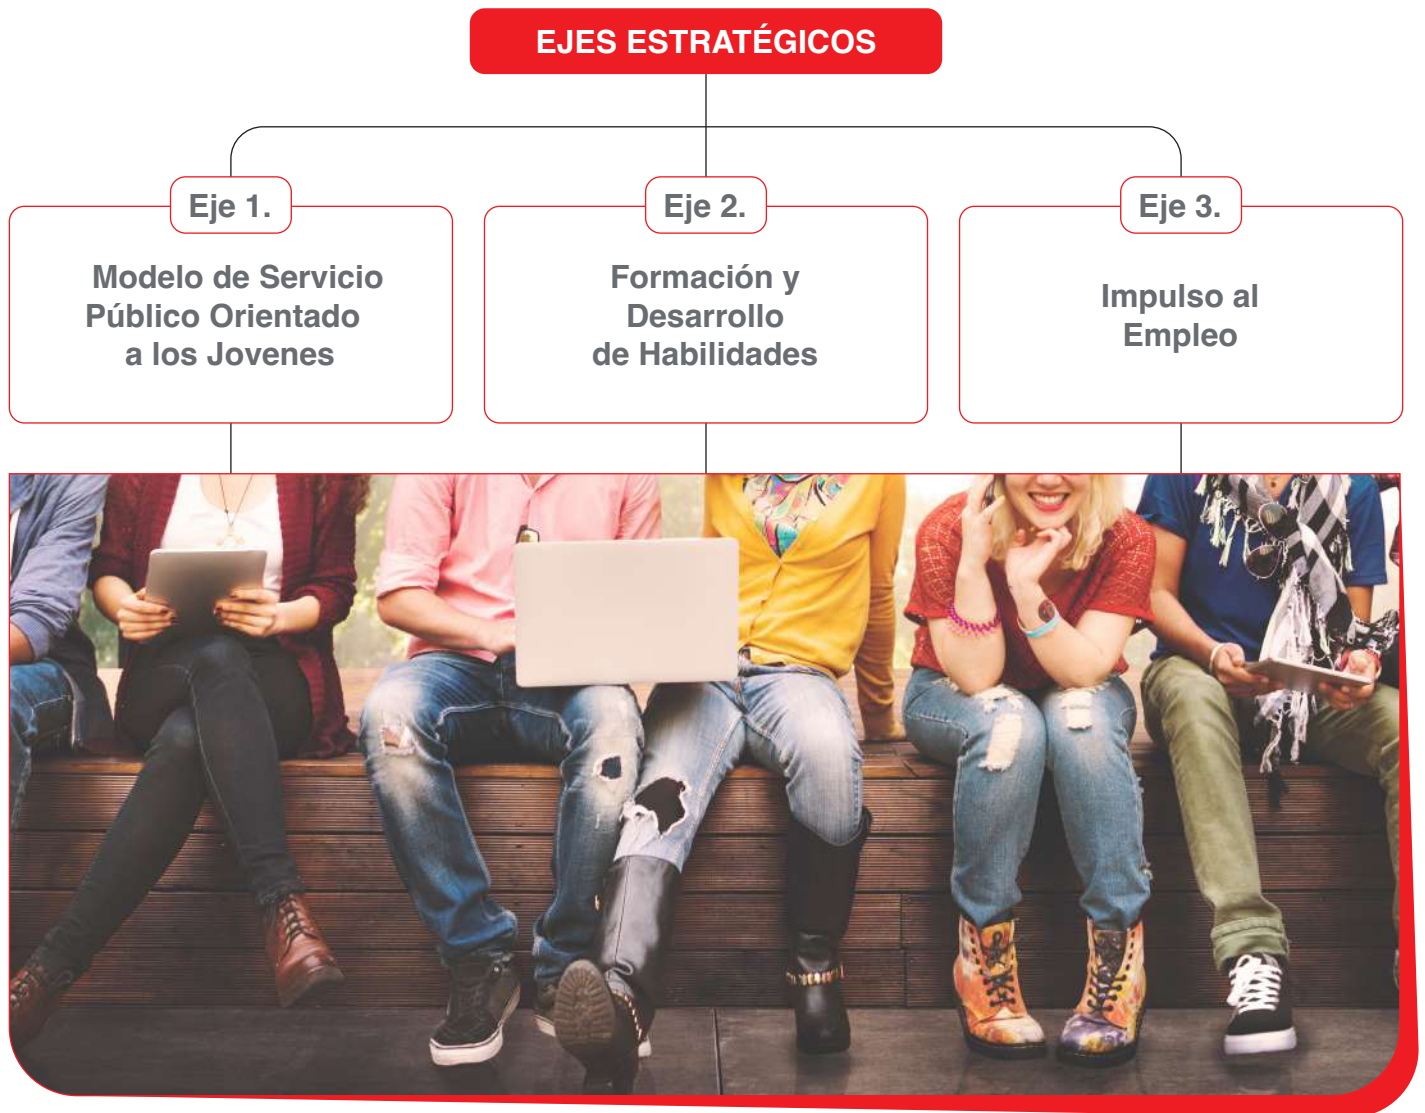 EJES ESTRATÉGICOS
Eje 1.
Modelo de Servicio
Público Orientado
a los Jovenes
Eje 2.
Formación y
Desarrollo
de Habilidades
Eje 3.
Impulso al
Empleo